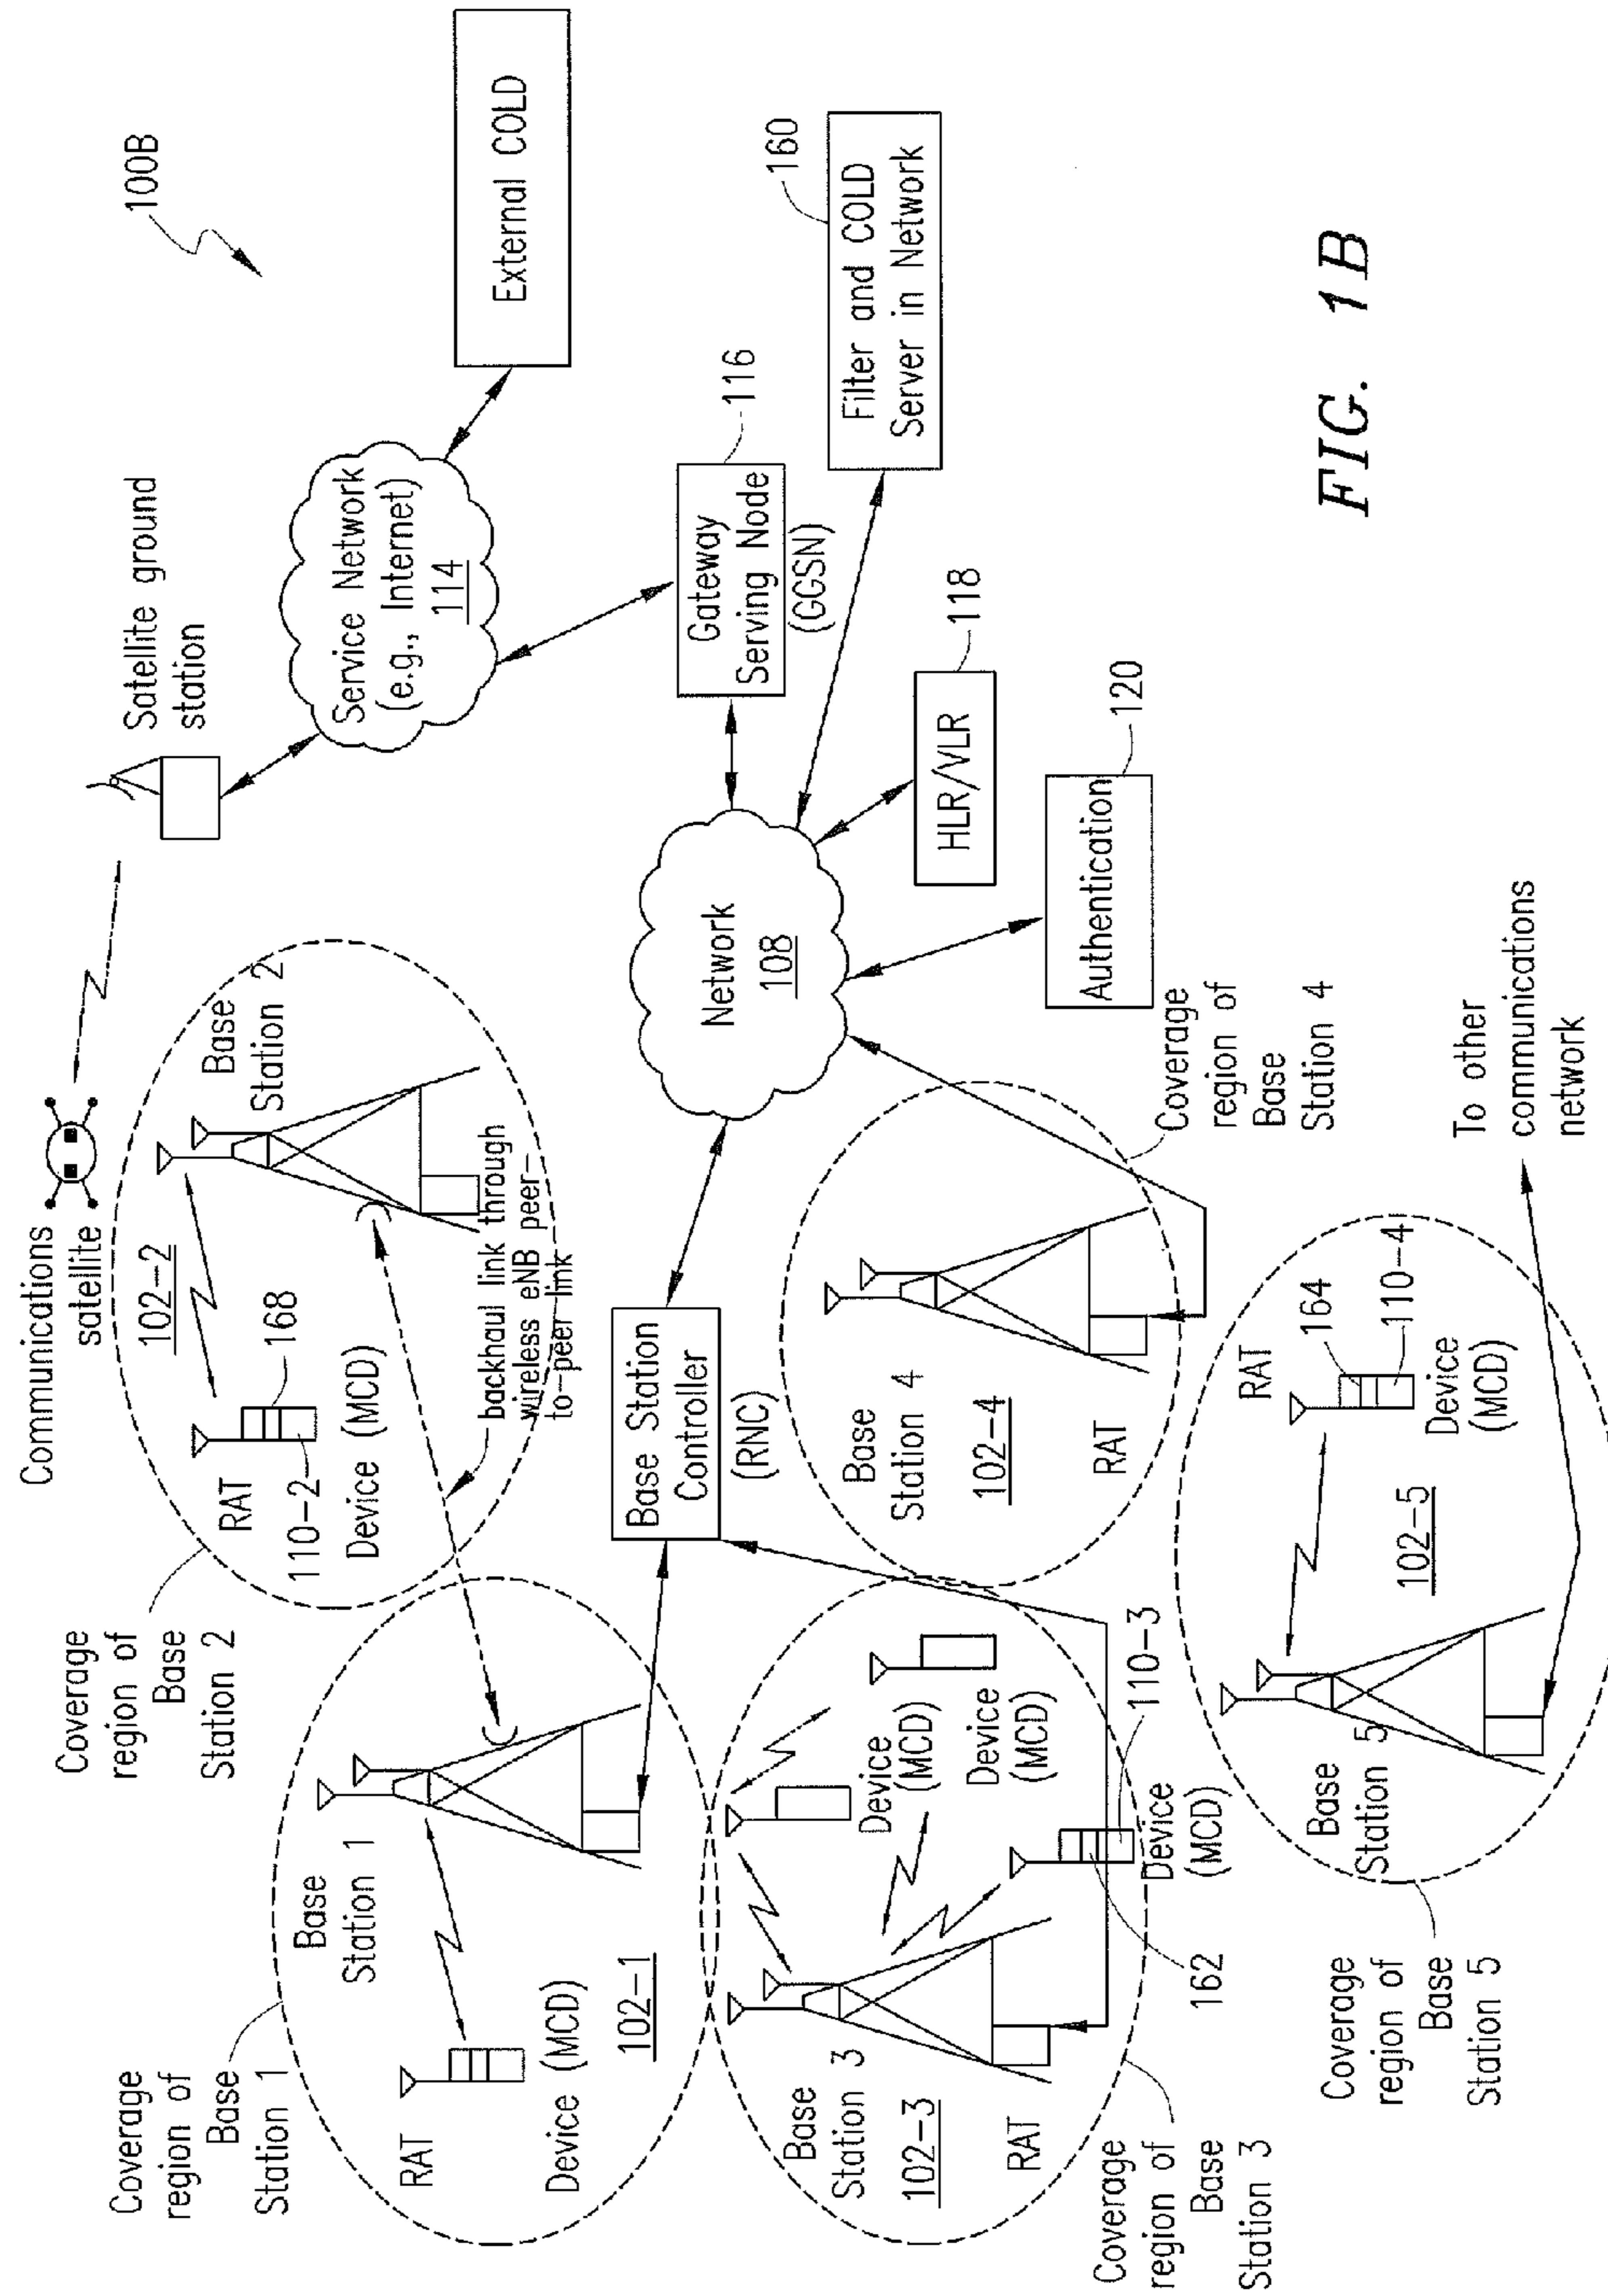 100B
Communications
satellite
Satellite ground
station
Service Network
(e.g., Internet)
114
External COLD
Coverage
region of
Base
Station 2
102-2
Base
Station 2
RAT
168
110-2
Device (MCD)
backhaul link through
wireless eNB peer-
to-peer link
Coverage
region of
Base
Station 1
Base
Station 1
RAT
Device (MCD)
102-1
Base Station
Controller
(RNC)
Network
108
Gateway
Serving Node
(GGSN)
116
160
Filter and COLD
Server in Network
HLR/VLR
118
Authentication
120
Base
Station 3
102-3
RAT
Device
(MCD)
Device
(MCD)
110-3
Device
(MCD)
162
Coverage
region of
Base
Station 3
Base
Station 4
102-4
RAT
Coverage
region of
Base
Station 4
RAT
164
110-4
Device
(MCD)
102-5
Base
Station 5
Coverage
region of
Base
Station 5
To other
communications
network
FIG. 1B